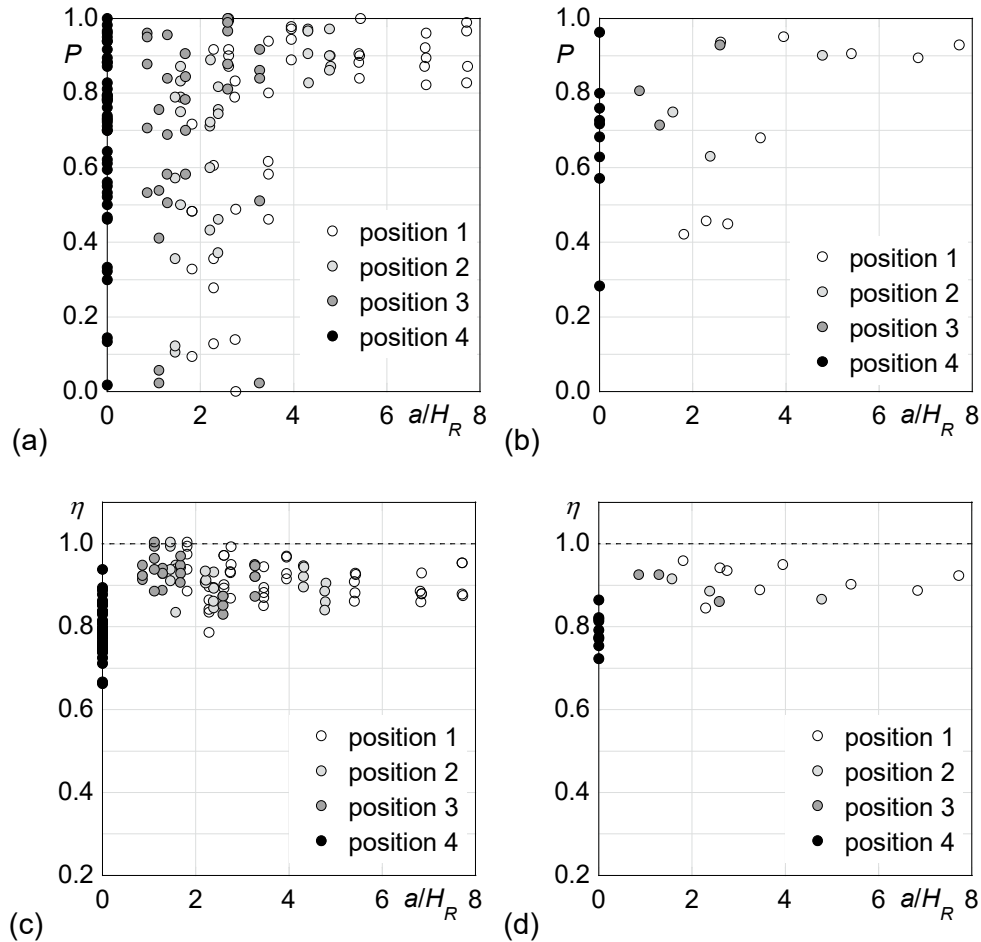 1.0
P
0.8
0.6
0.4
0.2
0.0
0
2
4
6
8
a/H_R
position 1
position 2
position 3
position 4
(a)
1.0
P
0.8
0.6
0.4
0.2
0.0
0
2
4
6
8
a/H_R
position 1
position 2
position 3
position 4
(b)
η
1.0
0.8
0.6
0.4
0.2
0
2
4
6
8
a/H_R
position 1
position 2
position 3
position 4
(c)
η
1.0
0.8
0.6
0.4
0.2
0
2
4
6
8
a/H_R
position 1
position 2
position 3
position 4
(d)